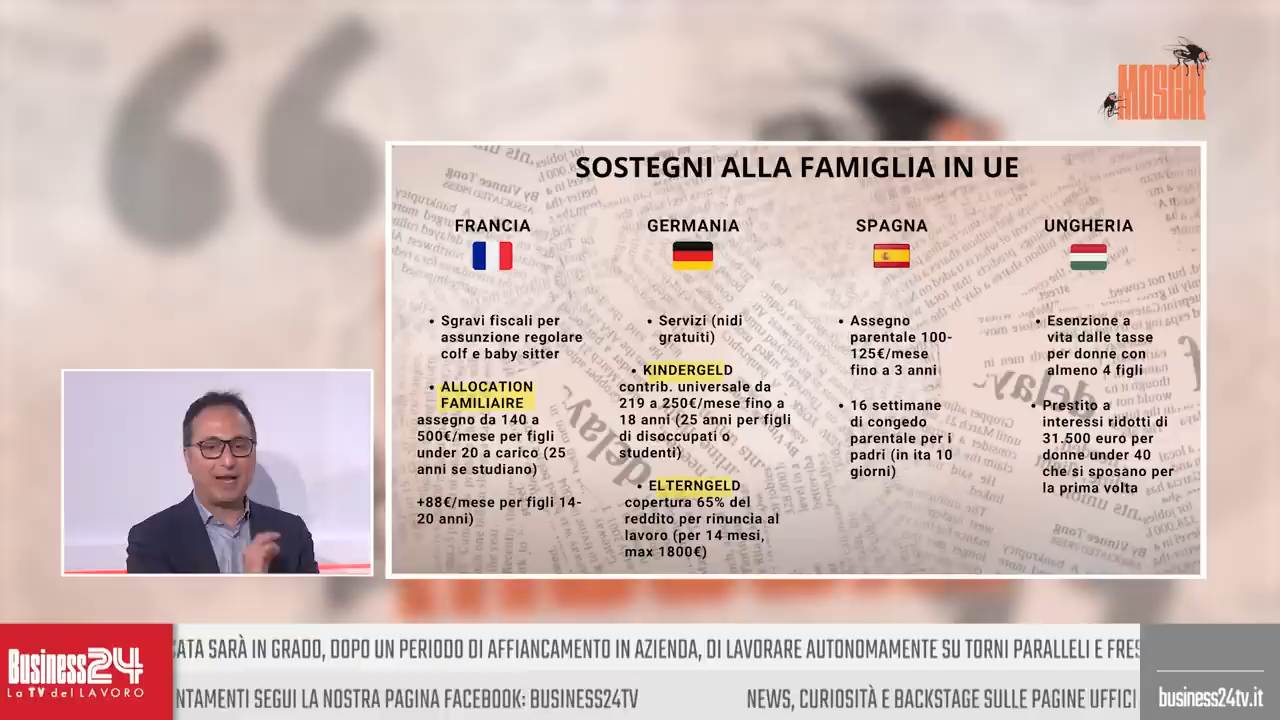 MOSCHE
SOSTEGNI ALLA FAMIGLIA IN UE
FRANCIA
• Sgravi fiscali per
assunzione regolare
colf e baby sitter
• ALLOCATION
FAMILIAIRE
assegno da 140 a
500€/mese per figli
under 20 a carico (25
anni se studiano)
+88€/mese per figli 14-
20 anni)
GERMANIA
• Servizi (nidi
gratuiti)
• KINDERGELD
contrib. universale da
219 a 250€/mese fino a
18 anni (25 anni per figli
di disoccupati o
studenti)
• ELTERNGELD
copertura 65% del
reddito per rinuncia al
lavoro (per 14 mesi,
max 1800€)
SPAGNA
• Assegno
parentale 100-
125€/mese
fino a 3 anni
• 16 settimane
di congedo
parentale per i
padri (in ita 10
giorni)
UNGHERIA
• Esenzione a
vita dalle tasse
per donne con
almeno 4 figli
• Prestito a
interessi ridotti di
31.500 euro per
donne under 40
che si sposano per
la prima volta
BUSINESS24
La TV del LAVORO
CATA SARÀ IN GRADO, DOPO UN PERIODO DI AFFIANCAMENTO IN AZIENDA, DI LAVORARE AUTONOMAMENTE SU TORNI PARALLELI E FRES
NTAMENTI SEGUI LA NOSTRA PAGINA FACEBOOK: BUSINESS24TV NEWS, CURIOSITÀ E BACKSTAGE SULLE PAGINE UFFICI
business24tv.it